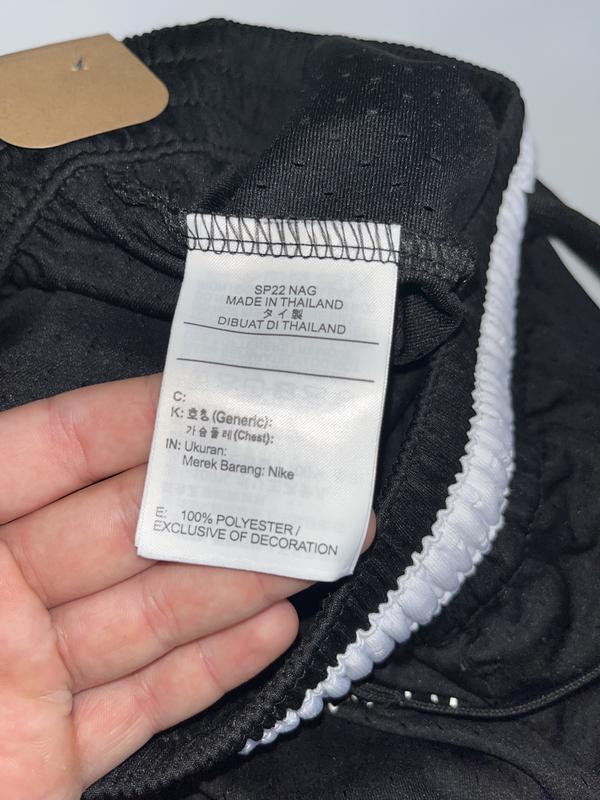 SP22 NAG
MADE IN THAILAND
タイ製
DIBUAT DI THAILAND
C:
K: 호칭 (Generic):
가슴둘레 (Chest):
IN: Ukuran:
Merek Barang: Nike
E: 100% POLYESTER /
EXCLUSIVE OF DECORATION